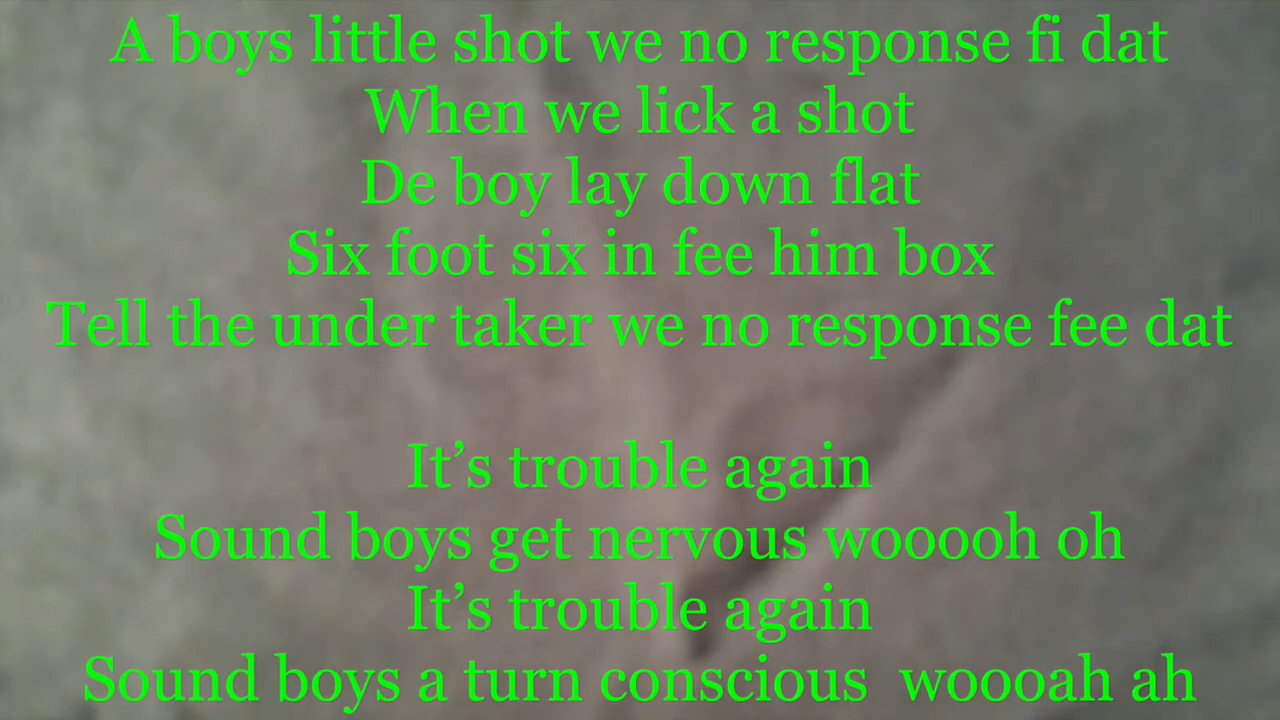 A boys little shot we no response fi dat
When we lick a shot
De boy lay down flat
Six foot six in fee him box
Tell the under taker we no response fee dat
It’s trouble again
Sound boys get nervous wooooh oh
It’s trouble again
Sound boys a turn conscious  woooah ah